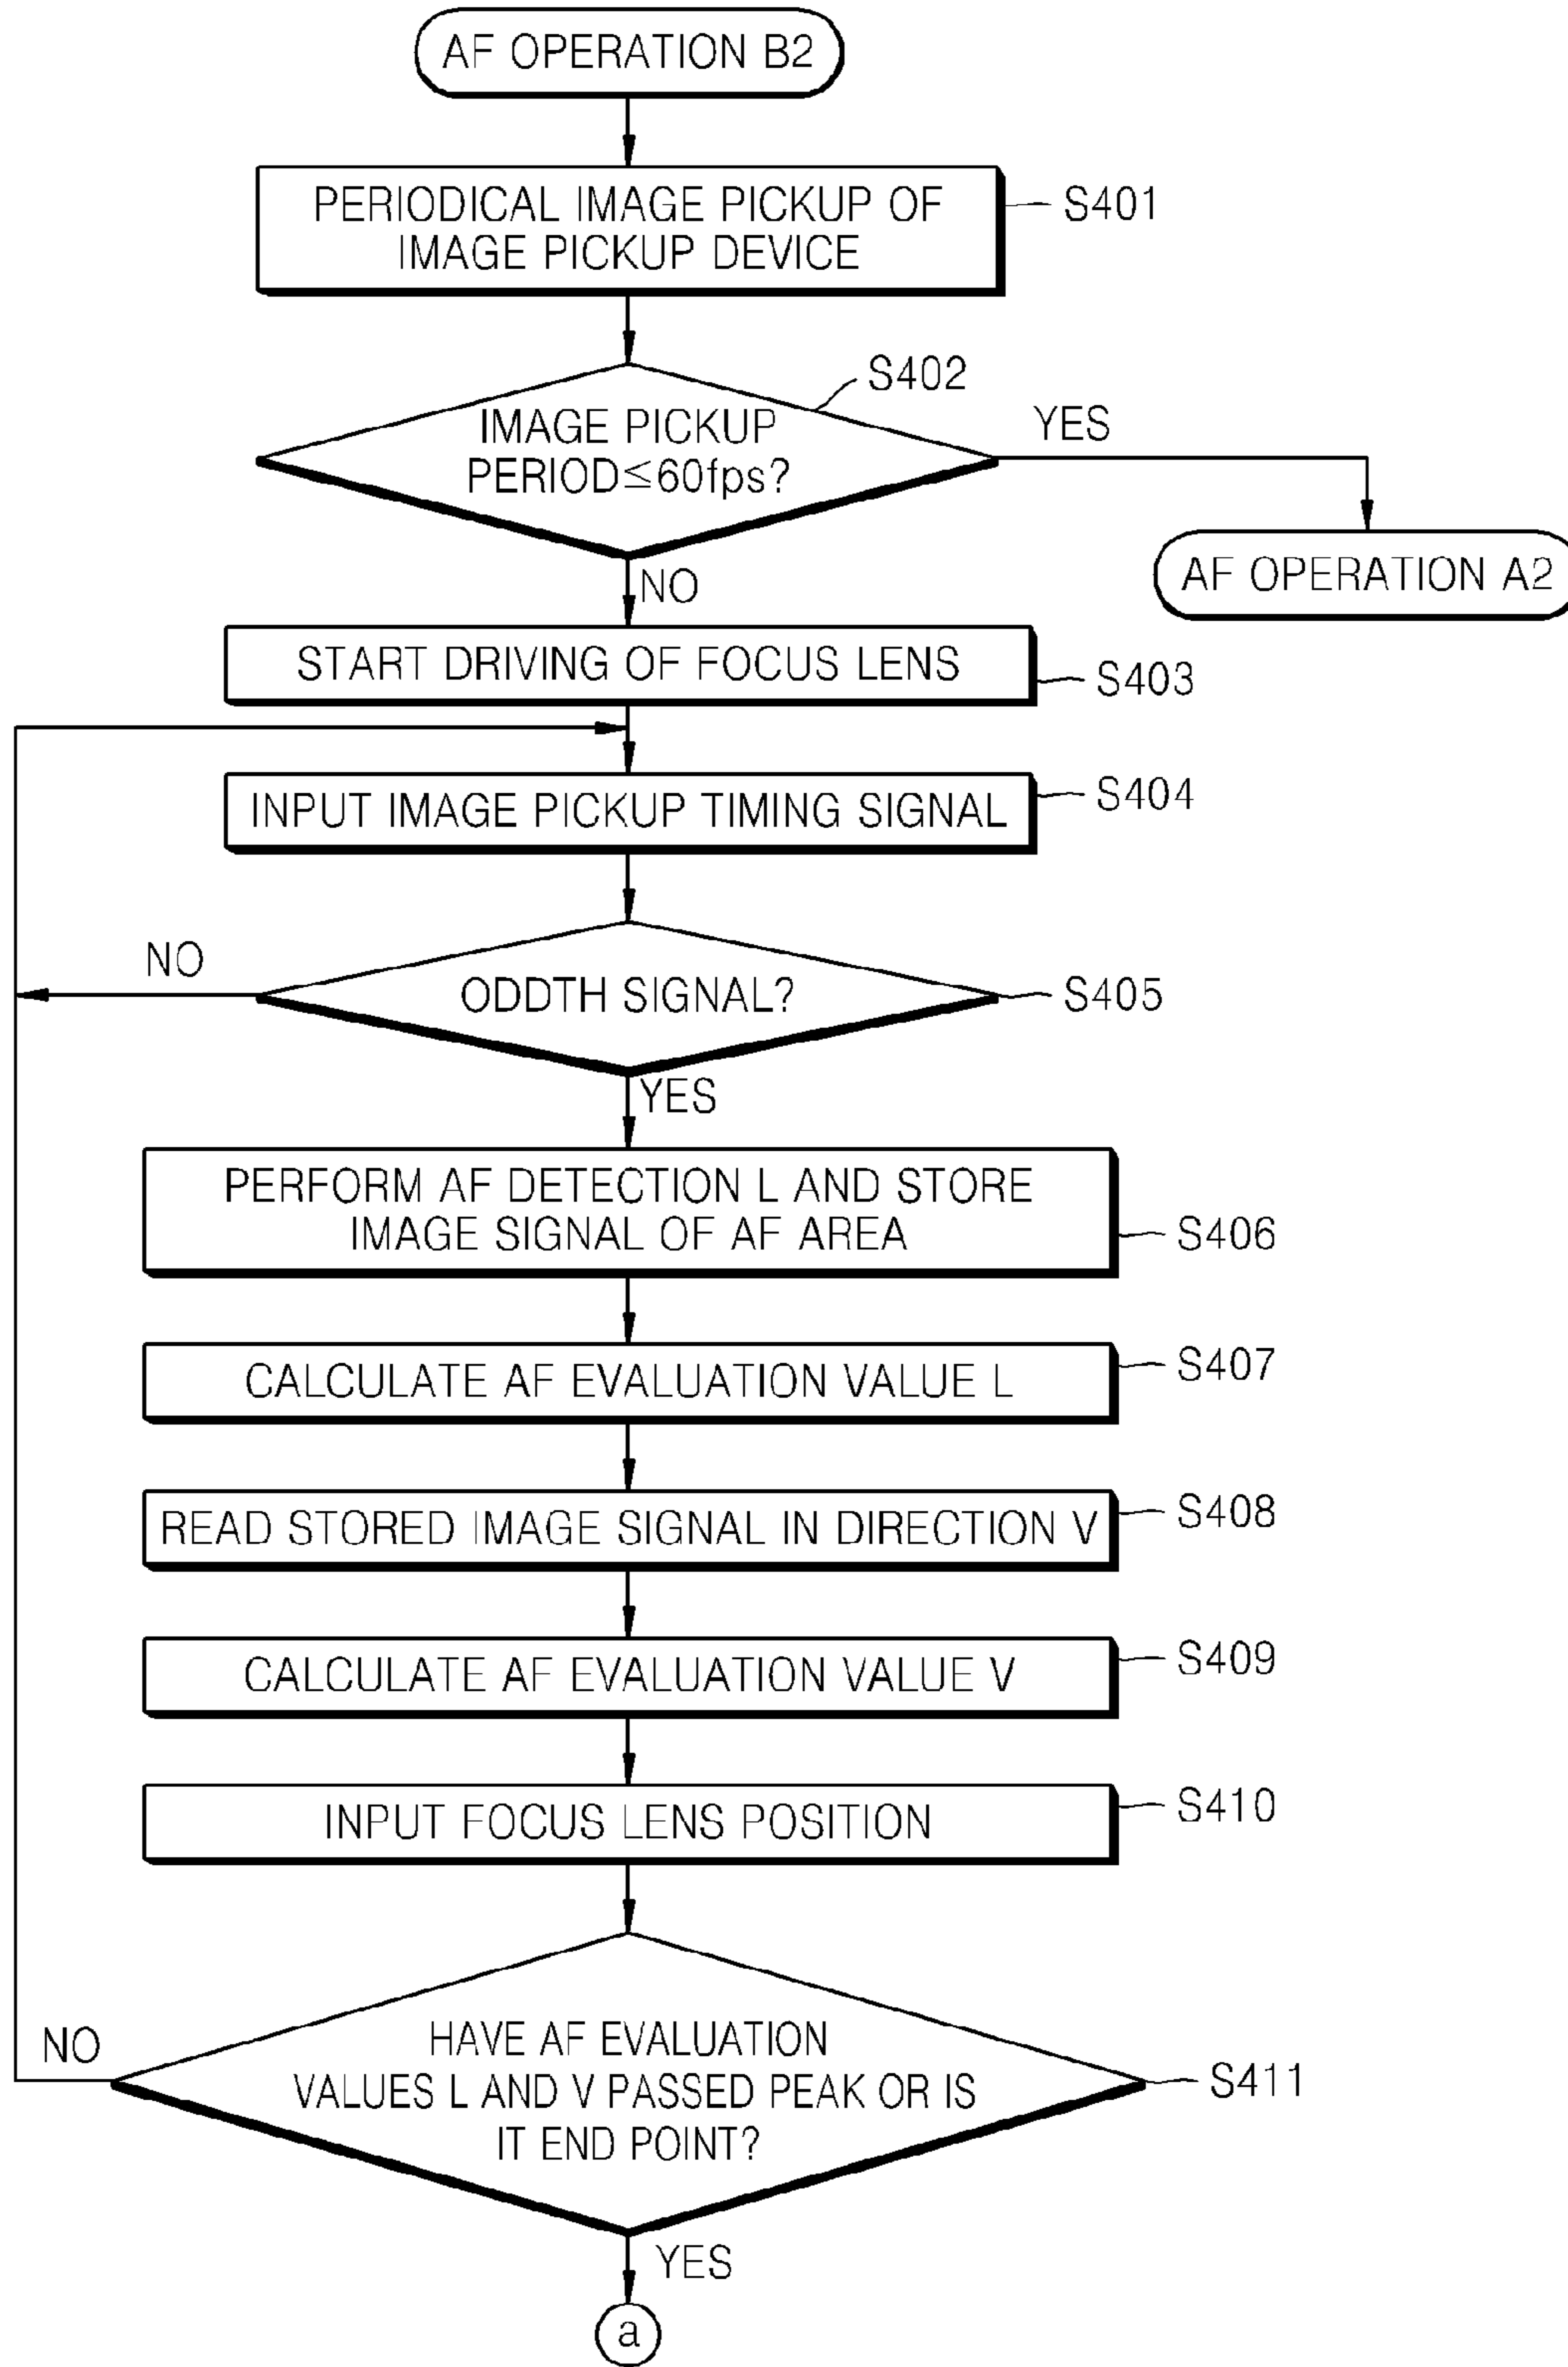 AF OPERATION B2
PERIODICAL IMAGE PICKUP OF
IMAGE PICKUP DEVICE
S401
S402
IMAGE PICKUP
PERIOD≤60fps?
YES
AF OPERATION A2
NO
START DRIVING OF FOCUS LENS
S403
INPUT IMAGE PICKUP TIMING SIGNAL
S404
NO
ODDTH SIGNAL?
S405
YES
PERFORM AF DETECTION L AND STORE
IMAGE SIGNAL OF AF AREA
S406
CALCULATE AF EVALUATION VALUE L
S407
READ STORED IMAGE SIGNAL IN DIRECTION V
S408
CALCULATE AF EVALUATION VALUE V
S409
INPUT FOCUS LENS POSITION
S410
NO
HAVE AF EVALUATION
VALUES L AND V PASSED PEAK OR IS
IT END POINT?
S411
YES
a